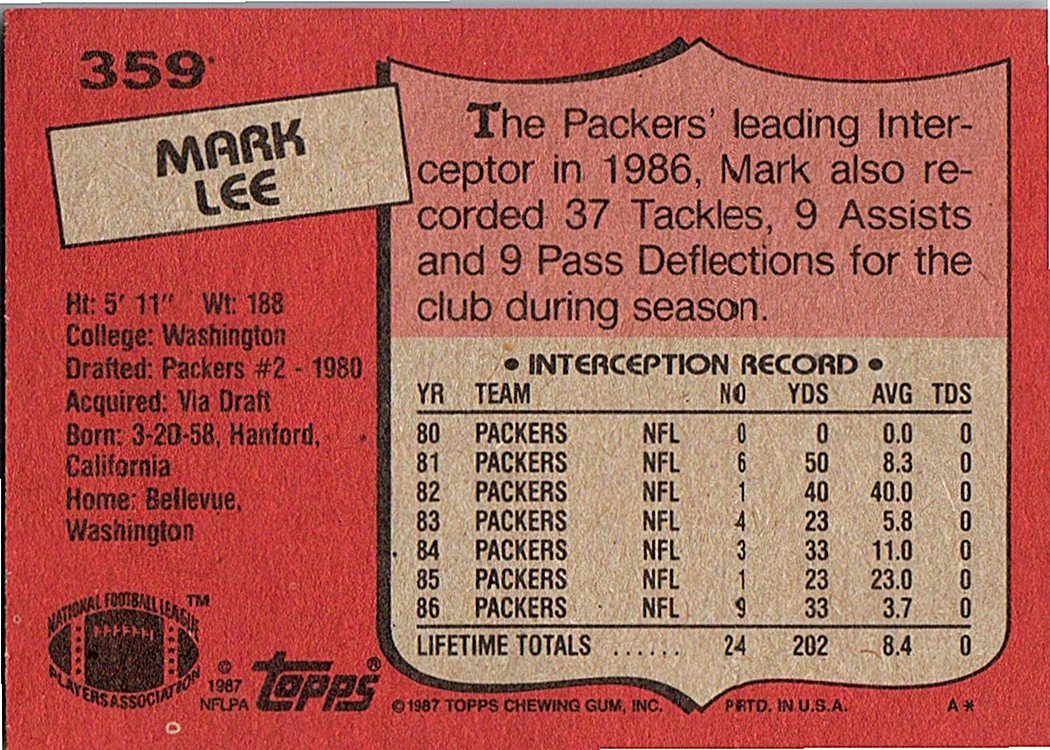 359
MARK
LEE
Ht: 5' 11" Wt: 188
College: Washington
Drafted: Packers #2 - 1980
Acquired: Via Draft
Born: 3-20-58, Hanford,
California
Home: Bellevue,
Washington
NATIONAL FOOTBALL LEAGUE TM
PLAYERS ASSOCIATION
© 1987
NFLPA
topps®
The Packers' leading Inter-
ceptor in 1986, Mark also re-
corded 37 Tackles, 9 Assists
and 9 Pass Deflections for the
club during season.
• INTERCEPTION RECORD •
YR TEAM NO YDS AVG TDS
80 PACKERS NFL 0 0 0.0 0
81 PACKERS NFL 6 50 8.3 0
82 PACKERS NFL 1 40 40.0 0
83 PACKERS NFL 4 23 5.8 0
84 PACKERS NFL 3 33 11.0 0
85 PACKERS NFL 1 23 23.0 0
86 PACKERS NFL 9 33 3.7 0
LIFETIME TOTALS ...... 24 202 8.4 0
©1987 TOPPS CHEWING GUM, INC. PRTD. IN U.S.A. A*